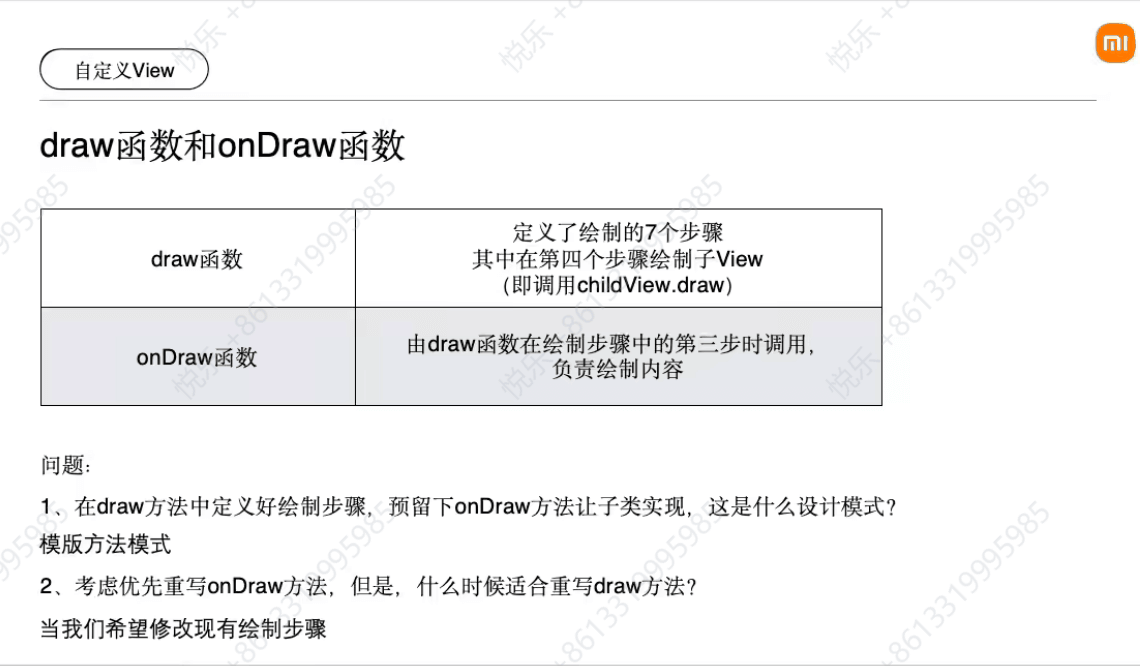 自定义View
draw函数和onDraw函数
draw函数
定义了绘制的7个步骤
其中在第四个步骤绘制子View
（即调用childView.draw）
onDraw函数
由draw函数在绘制步骤中的第三步时调用，
负责绘制内容
问题：
1、在draw方法中定义好绘制步骤，预留下onDraw方法让子类实现，这是什么设计模式？
模版方法模式
2、考虑优先重写onDraw方法，但是，什么时候适合重写draw方法？
当我们希望修改现有绘制步骤
悦乐 +8613319995985